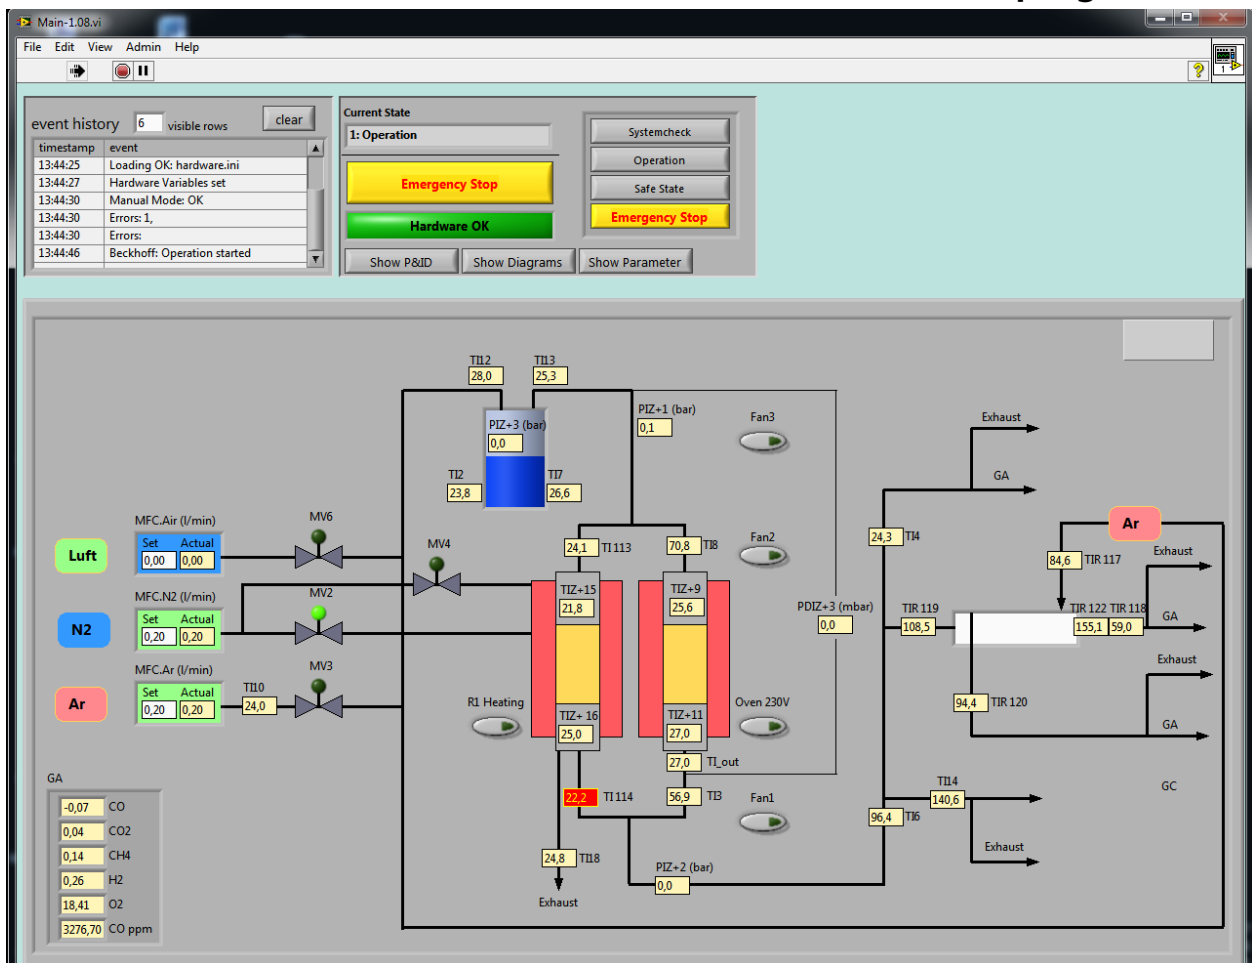 Main-1.08.vi
File Edit View Admin Help
1
event history 6 visible rows clear
timestamp event
13:44:25 Loading OK: hardware.ini
13:44:27 Hardware Variables set
13:44:30 Manual Mode: OK
13:44:30 Errors: 1,
13:44:30 Errors:
13:44:46 Beckhoff: Operation started
Current State
1: Operation
Emergency Stop
Hardware OK
Systemcheck
Operation
Safe State
Emergency Stop
Show P&ID Show Diagrams Show Parameter
TI12 TI13
28,0 25,3
PIZ+3 (bar)
0,0
PIZ+1 (bar)
0,1
Fan3
Exhaust
TI2 TI7
23,8 26,6
GA
MFC.Air (l/min)
Luft
Set Actual
0,00 0,00
MV6
MV4
24,1 TI 113
70,8 TI8
Fan2
24,3 TI4
Ar
84,6 TIR 117
Exhaust
MFC.N2 (l/min)
N2
Set Actual
0,20 0,20
MV2
TIZ+15
21,8
TIZ+9
25,6
PDIZ+3 (mbar)
0,0
TIR 119
108,5
TIR 122 TIR 118
155,1 59,0
GA
MFC.Ar (l/min)
Ar
Set Actual
0,20 0,20
TI10
24,0
MV3
R1 Heating
TIZ+ 16
25,0
TIZ+11
27,0
Oven 230V
Exhaust
94,4 TIR 120
GA
27,0 TI_out
GC
22,2 TI 114
56,9 TI3
Fan1
TI14
140,6
96,4 TI6
Exhaust
24,8 TI18
Exhaust
PIZ+2 (bar)
0,0
GA
-0,07 CO
0,04 CO2
0,14 CH4
0,26 H2
18,41 O2
3276,70 CO ppm